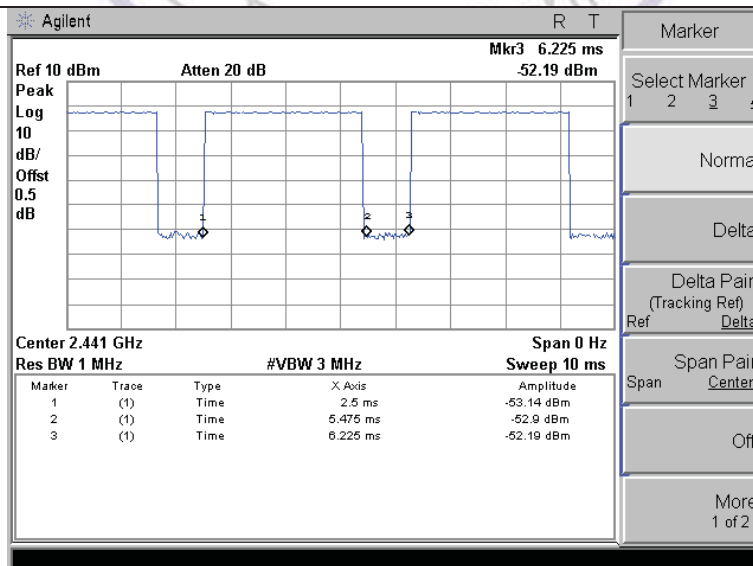 Agilent R T
Mkr3 6.225 ms
Ref 10 dBm Atten 20 dB -52.19 dBm
Peak
Log
10
dB/
Offst
0.5
dB
1 2 3
Center 2.441 GHz Span 0 Hz
Res BW 1 MHz #VBW 3 MHz Sweep 10 ms
Marker Trace Type X Axis Amplitude
1 (1) Time 2.5 ms -53.14 dBm
2 (1) Time 5.475 ms -52.9 dBm
3 (1) Time 6.225 ms -52.19 dBm
Marker
Select Marker
1 2 3
Norma
Delta
Delta Pair
(Tracking Ref)
Ref Delta
Span Pair
Span Center
Off
More
1 of 2